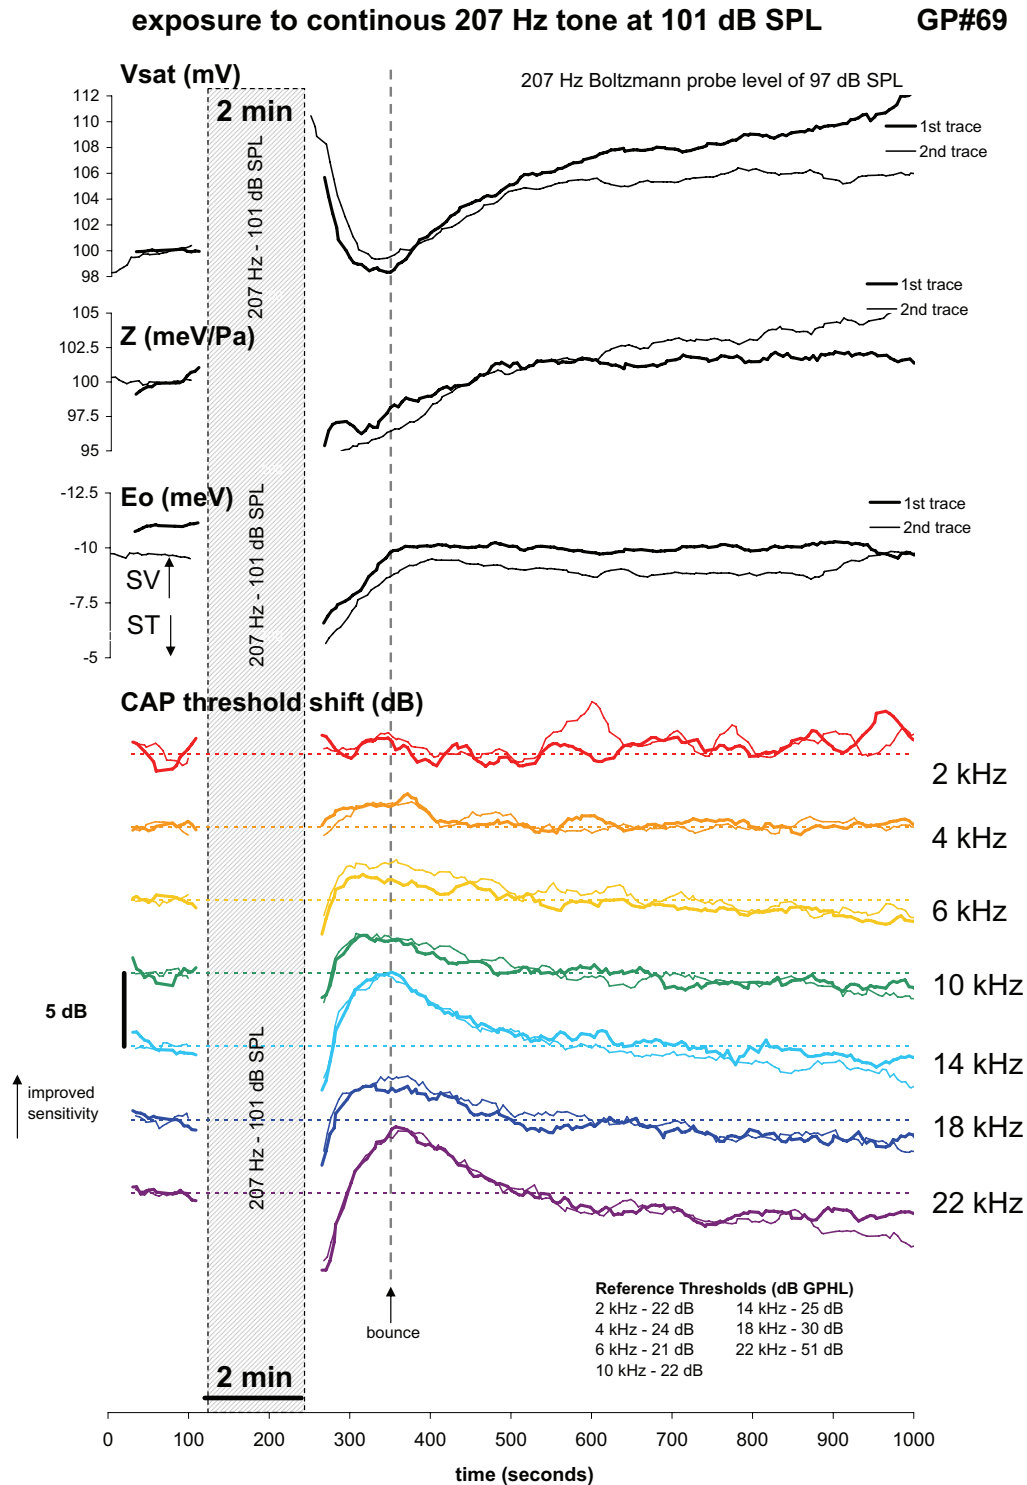 exposure to continous 207 Hz tone at 101 dB SPL GP#69
Vsat (mV)
207 Hz Boltzmann probe level of 97 dB SPL
112
110
108
106
104
102
100
98
2 min
207 Hz - 101 dB SPL
1st trace
2nd trace
Z (meV/Pa)
105
102.5
100
97.5
95
1st trace
2nd trace
Eo (meV)
-12.5
-10
-7.5
-5
SV
ST
207 Hz - 101 dB SPL
1st trace
2nd trace
CAP threshold shift (dB)
2 kHz
4 kHz
6 kHz
10 kHz
14 kHz
18 kHz
22 kHz
5 dB
improved
sensitivity
207 Hz - 101 dB SPL
bounce
Reference Thresholds (dB GPHL)
2 kHz - 22 dB 14 kHz - 25 dB
4 kHz - 24 dB 18 kHz - 30 dB
6 kHz - 21 dB 22 kHz - 51 dB
10 kHz - 22 dB
2 min
0 100 200 300 400 500 600 700 800 900 1000
time (seconds)